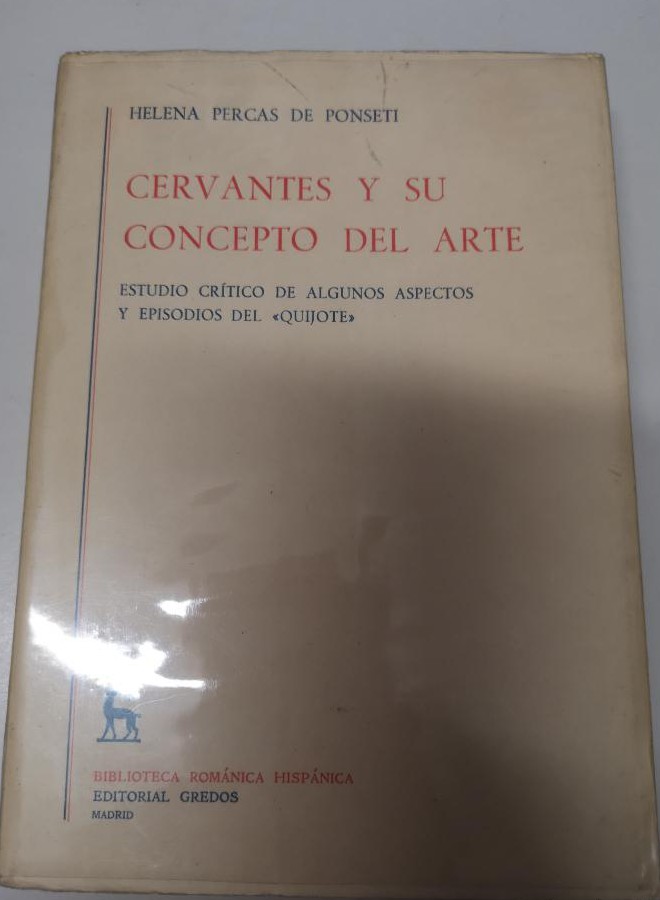 HELENA PERCAS DE PONSETI
CERVANTES Y SU
CONCEPTO DEL ARTE
ESTUDIO CRÍTICO DE ALGUNOS ASPECTOS
Y EPISODIOS DEL «QUIJOTE»
BIBLIOTECA ROMÁNICA HISPÁNICA
EDITORIAL GREDOS
MADRID